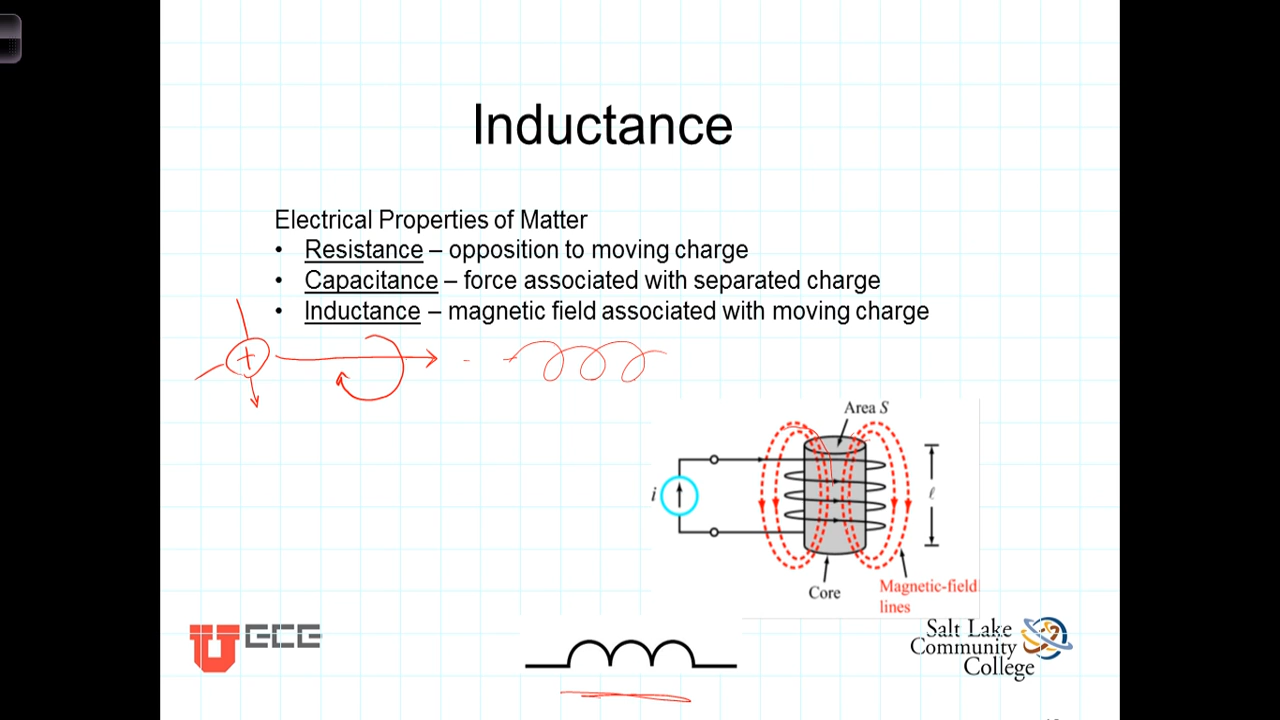 Inductance
Electrical Properties of Matter
• Resistance – opposition to moving charge
• Capacitance – force associated with separated charge
• Inductance – magnetic field associated with moving charge
+
Area S
i
ℓ
Core
Magnetic-field
lines
U ECE
Salt Lake
Community
College